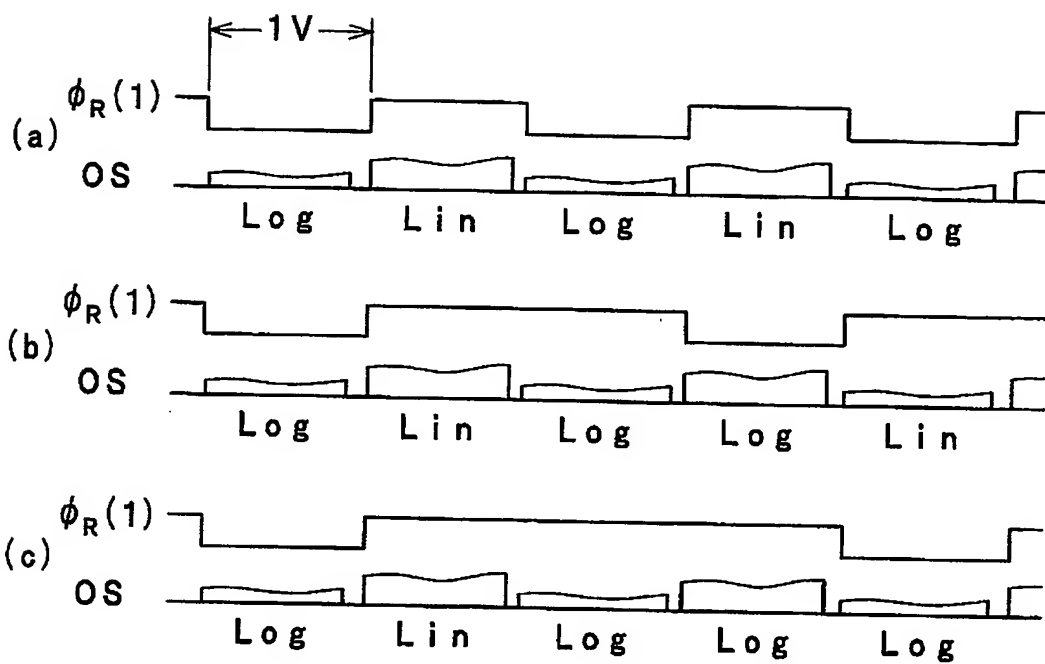 1V
(a)
φR(1)
OS
Log Lin Log Lin Log
(b)
φR(1)
OS
Log Lin Log Log Lin
(c)
φR(1)
OS
Log Lin Log Log Log